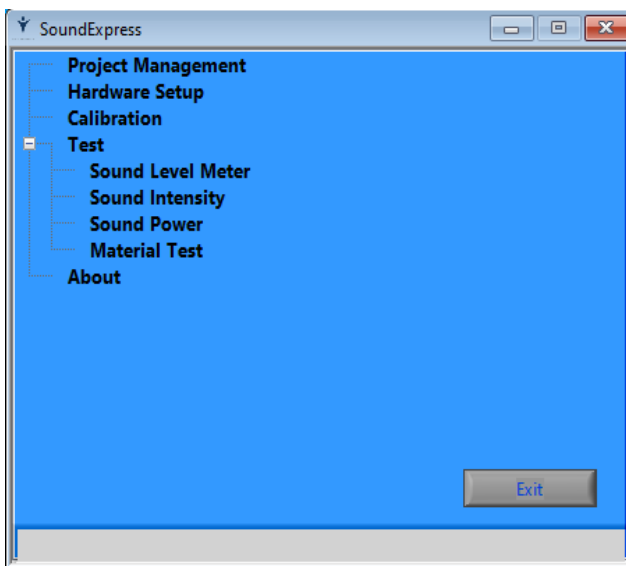 SoundExpress
Project Management
Hardware Setup
Calibration
Test
Sound Level Meter
Sound Intensity
Sound Power
Material Test
About
Exit